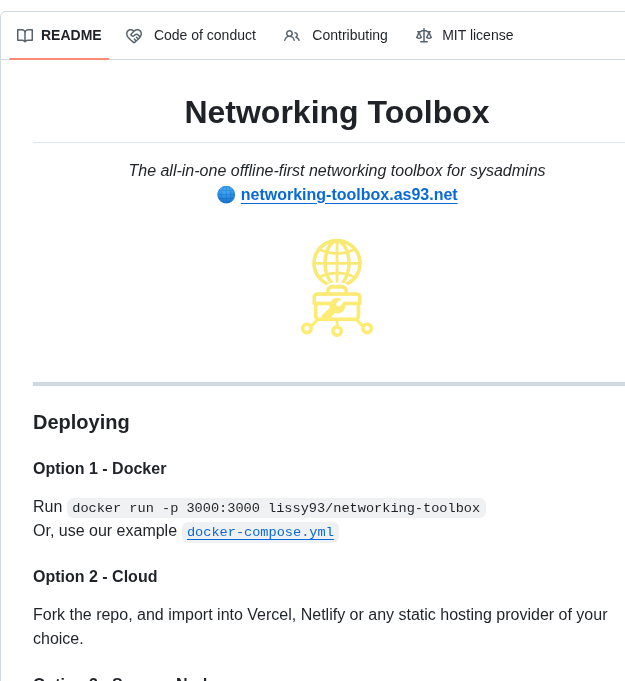 README Code of conduct Contributing MIT license
Networking Toolbox
The all-in-one offline-first networking toolbox for sysadmins
networking-toolbox.as93.net
Deploying
Option 1 - Docker
Run docker run -p 3000:3000 lissy93/networking-toolbox
Or, use our example docker-compose.yml
Option 2 - Cloud
Fork the repo, and import into Vercel, Netlify or any static hosting provider of your
choice.